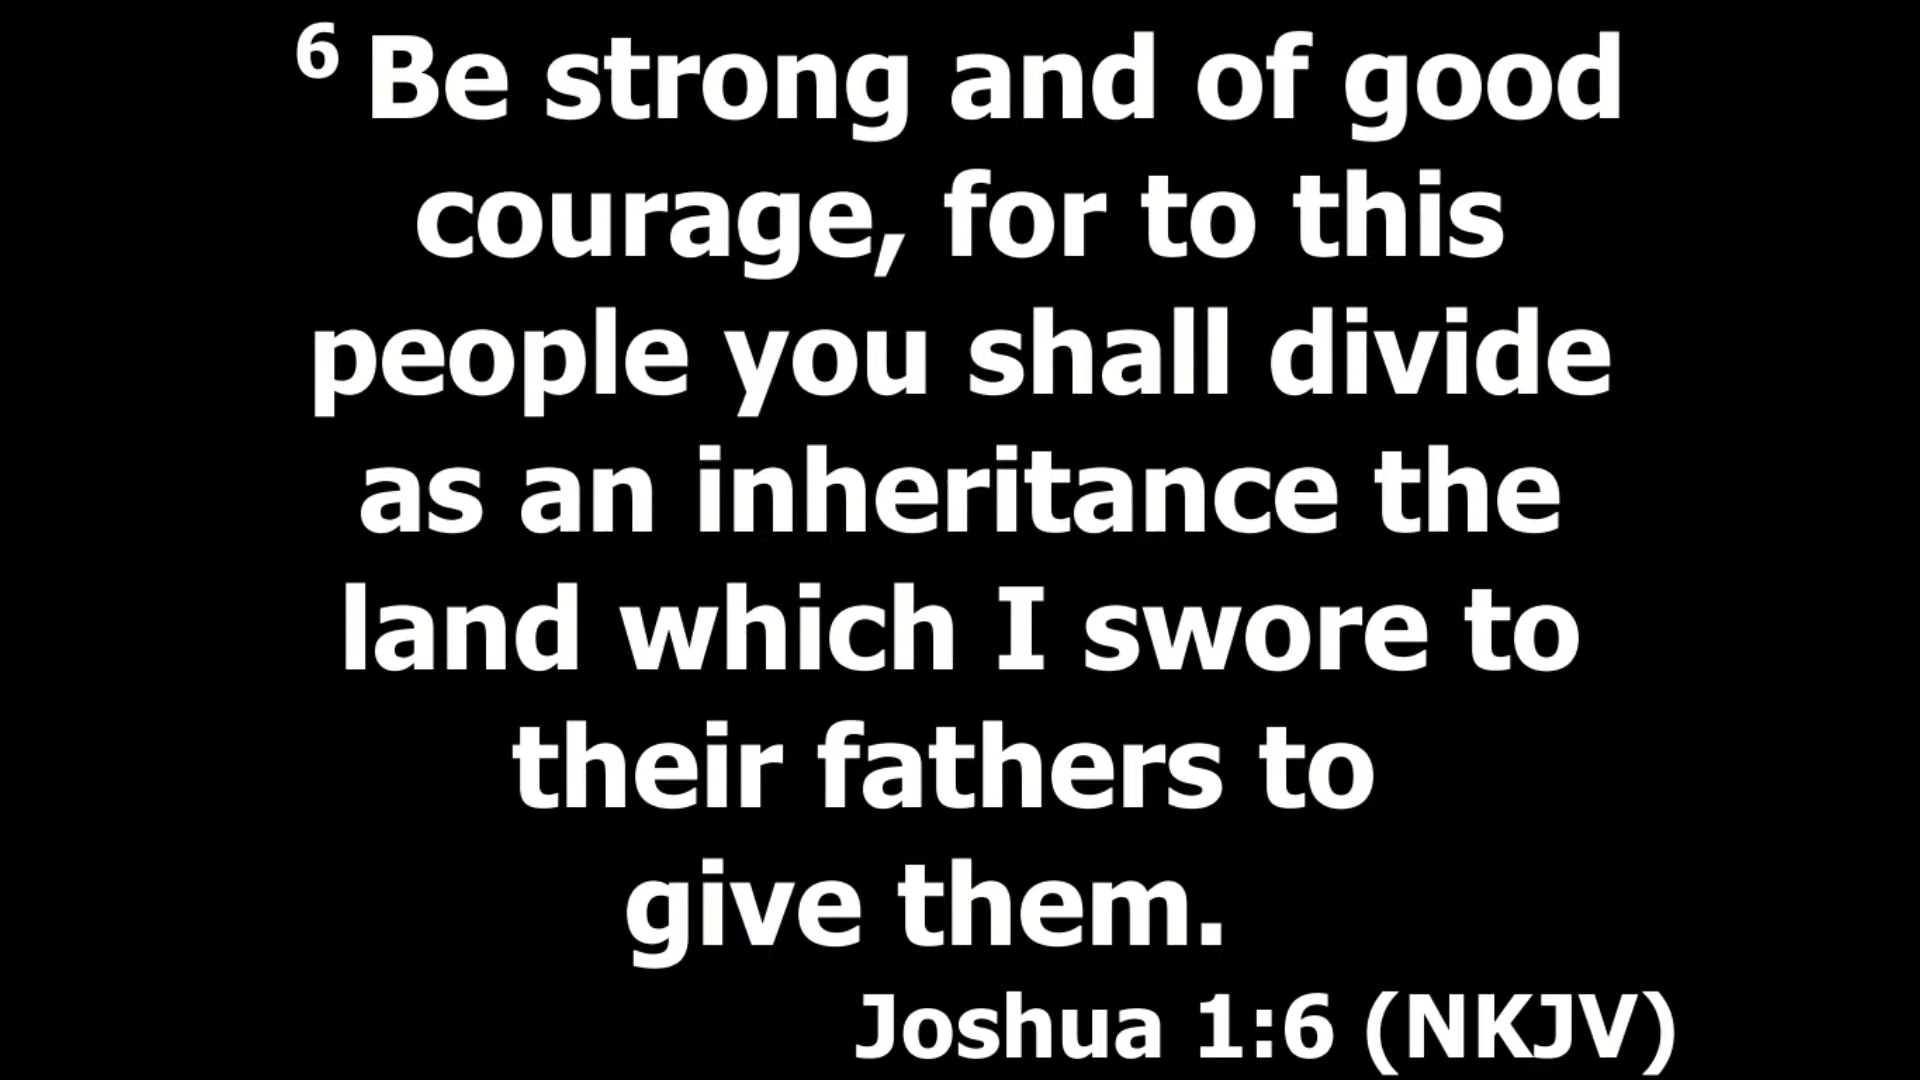 6 Be strong and of good
courage, for to this
people you shall divide
as an inheritance the
land which I swore to
their fathers to
give them.
Joshua 1:6 (NKJV)